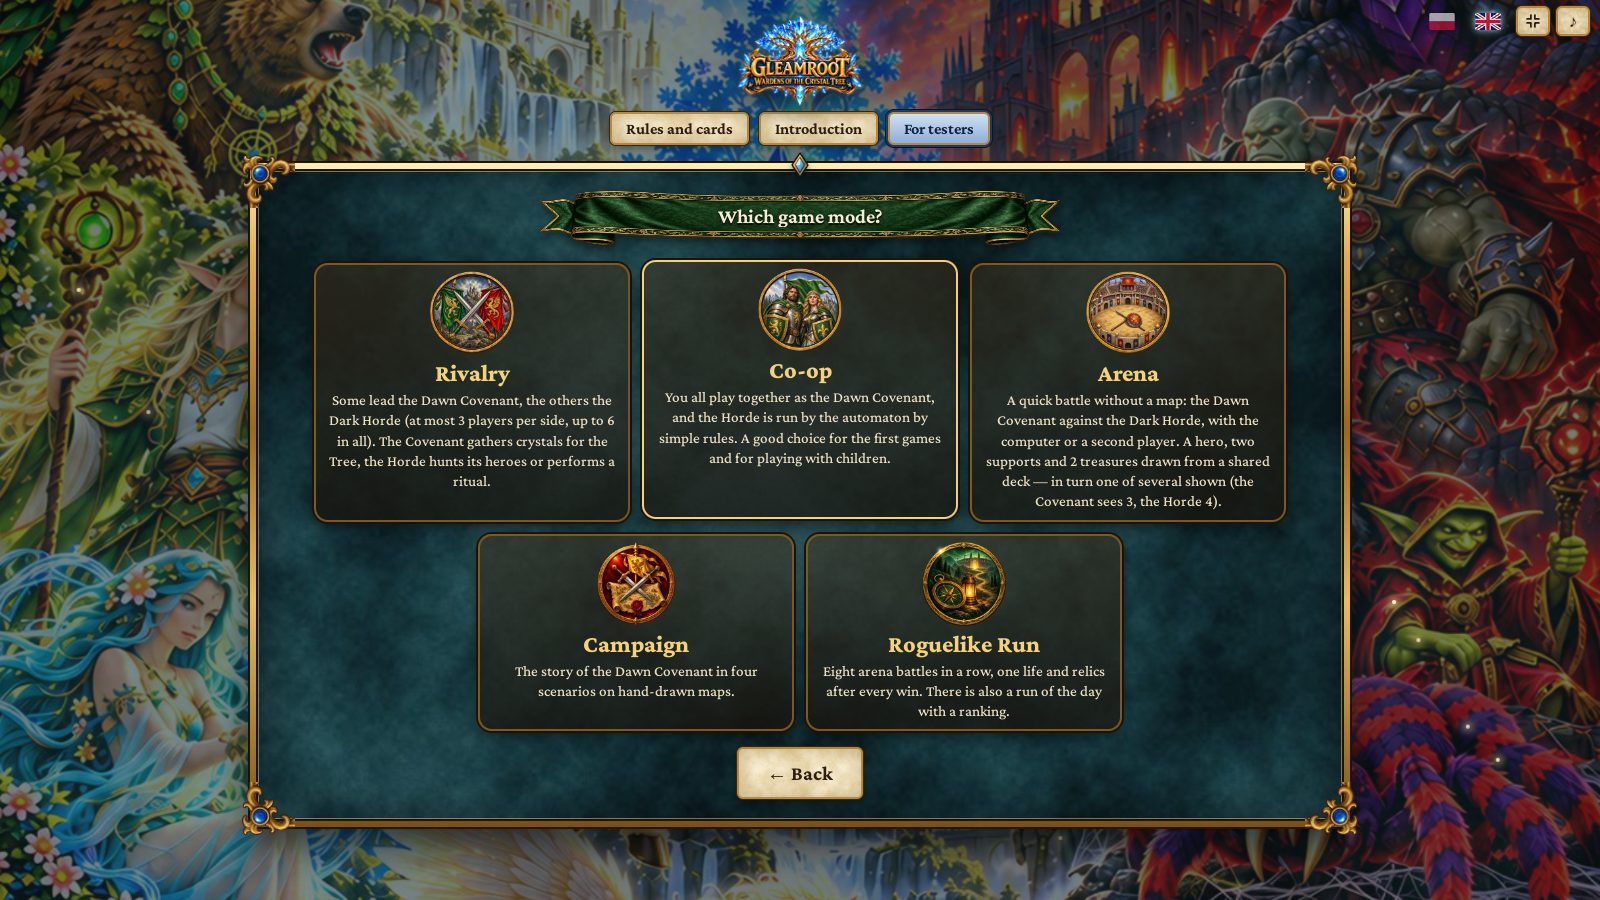 GLEAMROOT
WARDENS OF THE CRYSTAL TREE
Rules and cards
Introduction
For testers
Which game mode?
Rivalry
Some lead the Dawn Covenant, the others the
Dark Horde (at most 3 players per side, up to 6
in all). The Covenant gathers crystals for the
Tree, the Horde hunts its heroes or performs a
ritual.
Co-op
You all play together as the Dawn Covenant,
and the Horde is run by the automaton by
simple rules. A good choice for the first games
and for playing with children.
Arena
A quick battle without a map: the Dawn
Covenant against the Dark Horde, with the
computer or a second player. A hero, two
supports and 2 treasures drawn from a shared
deck — in turn one of several shown (the
Covenant sees 3, the Horde 4).
Campaign
The story of the Dawn Covenant in four
scenarios on hand-drawn maps.
Roguelike Run
Eight arena battles in a row, one life and relics
after every win. There is also a run of the day
with a ranking.
← Back